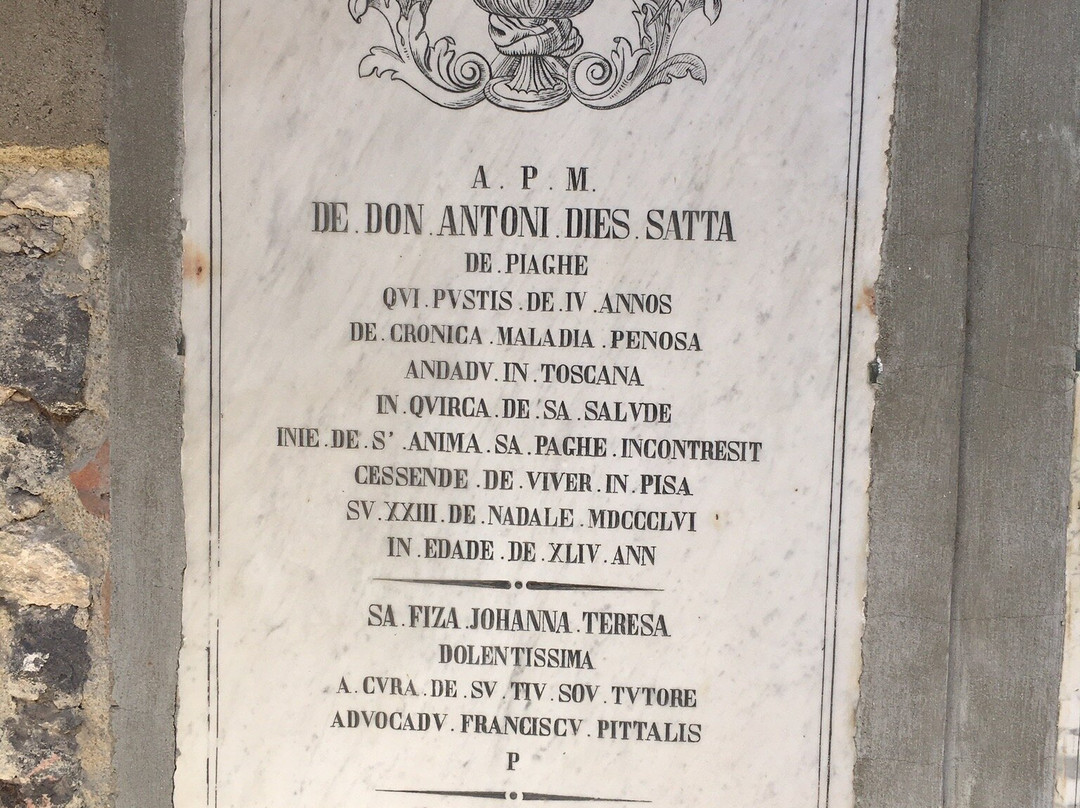 A. P. M.
DE. DON. ANTONI. DIES. SATTA
DE. PIAGHE
QVI. PVSTIS. DE. IV. ANNOS
DE. CRONICA. MALADIA. PENOSA
ANDADV. IN. TOSCANA
IN. QVIRCA. DE. SA. SALVDE
INIE. DE. S'. ANIMA. SA. PAGHE. INCONTRESIT
CESSENDE. DE. VIVER. IN. PISA
SV. XXIII. DE. NADALE. MDCCCLVI
IN. EDADE. DE. XLIV. ANN
SA. FIZA. JOHANNA. TERESA
DOLENTISSIMA
A. CVRA. DE. SV. TIV. SOV. TVTORE
ADVOCADV. FRANCISCV. PITTALIS
P